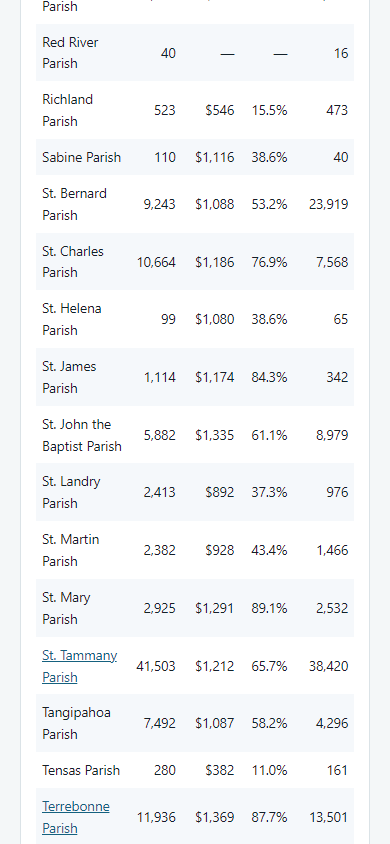 Parish
Red River
Parish
40 — — 16
Richland
Parish
523 $546 15.5% 473
Sabine Parish 110 $1,116 38.6% 40
St. Bernard
Parish
9,243 $1,088 53.2% 23,919
St. Charles
Parish
10,664 $1,186 76.9% 7,568
St. Helena
Parish
99 $1,080 38.6% 65
St. James
Parish
1,114 $1,174 84.3% 342
St. John the
Baptist Parish
5,882 $1,335 61.1% 8,979
St. Landry
Parish
2,413 $892 37.3% 976
St. Martin
Parish
2,382 $928 43.4% 1,466
St. Mary
Parish
2,925 $1,291 89.1% 2,532
St. Tammany
Parish
41,503 $1,212 65.7% 38,420
Tangipahoa
Parish
7,492 $1,087 58.2% 4,296
Tensas Parish 280 $382 11.0% 161
Terrebonne
Parish
11,936 $1,369 87.7% 13,501